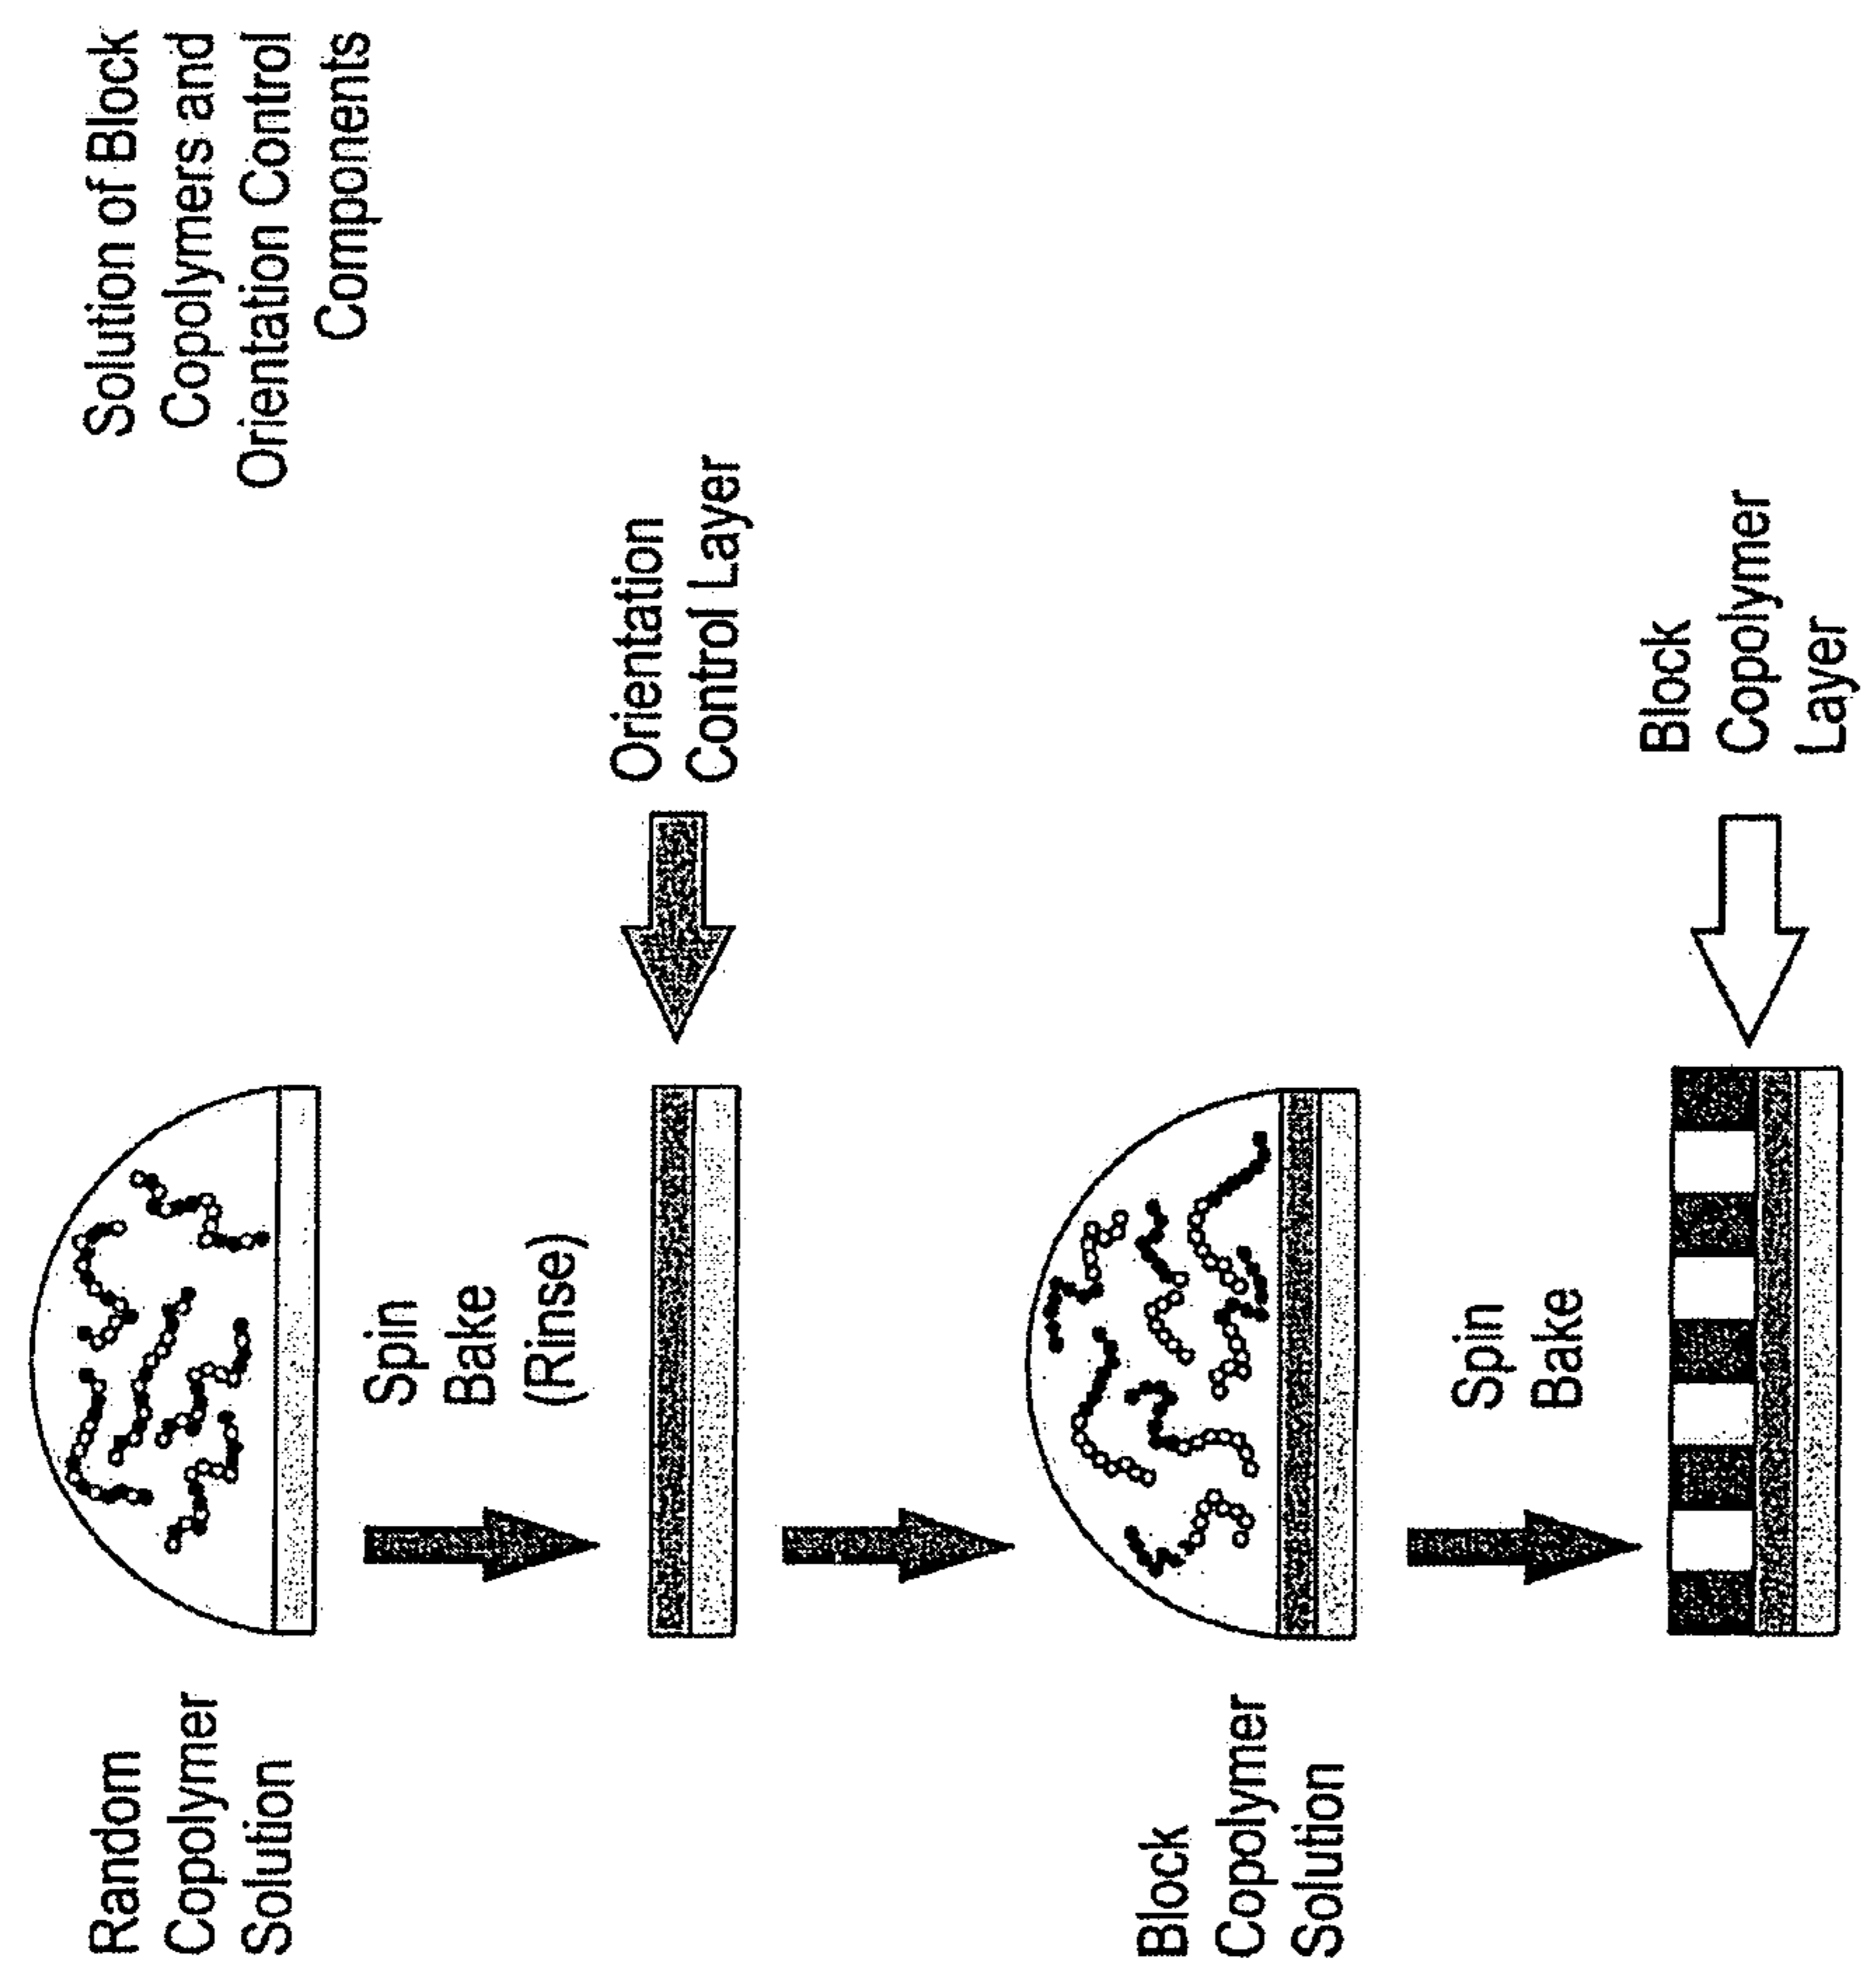 Random
Copolymer
Solution
Solution of Block
Copolymers and
Orientation Control
Components
Spin
Bake
(Rinse)
Orientation
Control Layer
Block
Copolymer
Solution
Spin
Bake
Block
Copolymer
Layer